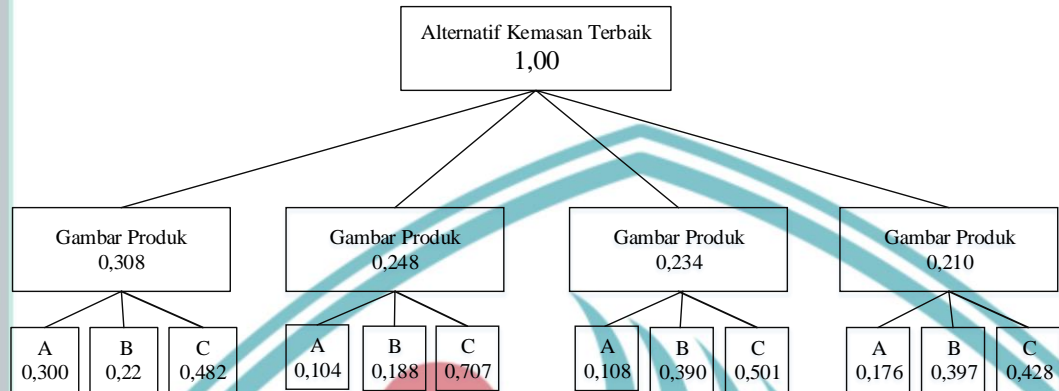 Alternatif Kemasan Terbaik
1,00
Gambar Produk
0,308
Gambar Produk
0,248
Gambar Produk
0,234
Gambar Produk
0,210
A
0,300
B
0,22
C
0,482
A
0,104
B
0,188
C
0,707
A
0,108
B
0,390
C
0,501
A
0,176
B
0,397
C
0,428